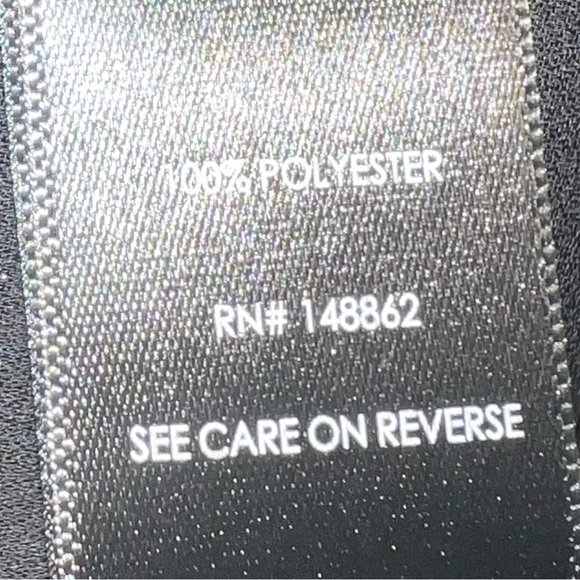 100% POLYESTER
RN# 148862
SEE CARE ON REVERSE